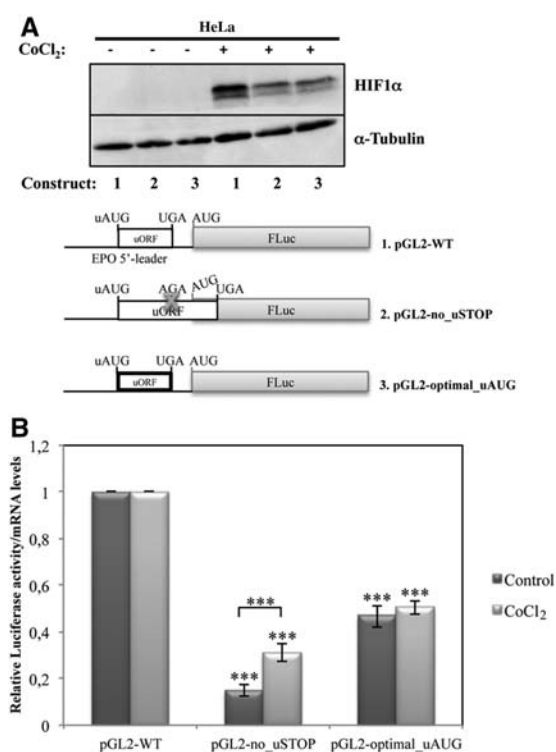 A
HeLa
CoCl2: - - - + + +
HIF1α
α-Tubulin
Construct: 1 2 3 1 2 3
uAUG UGA AUG
uORF FLuc 1. pGL2-WT
EPO 5'-leader
uAUG AGA AUG UGA
uORF FLuc 2. pGL2-no_uSTOP
uAUG UGA AUG
uORF FLuc 3. pGL2-optimal_uAUG
B
Relative Luciferase activity/mRNA levels
1,2
1
0,8
0,6
0,4
0,2
0,0
***
*** ***
*** ***
Control
CoCl2
pGL2-WT pGL2-no_uSTOP pGL2-optimal_uAUG